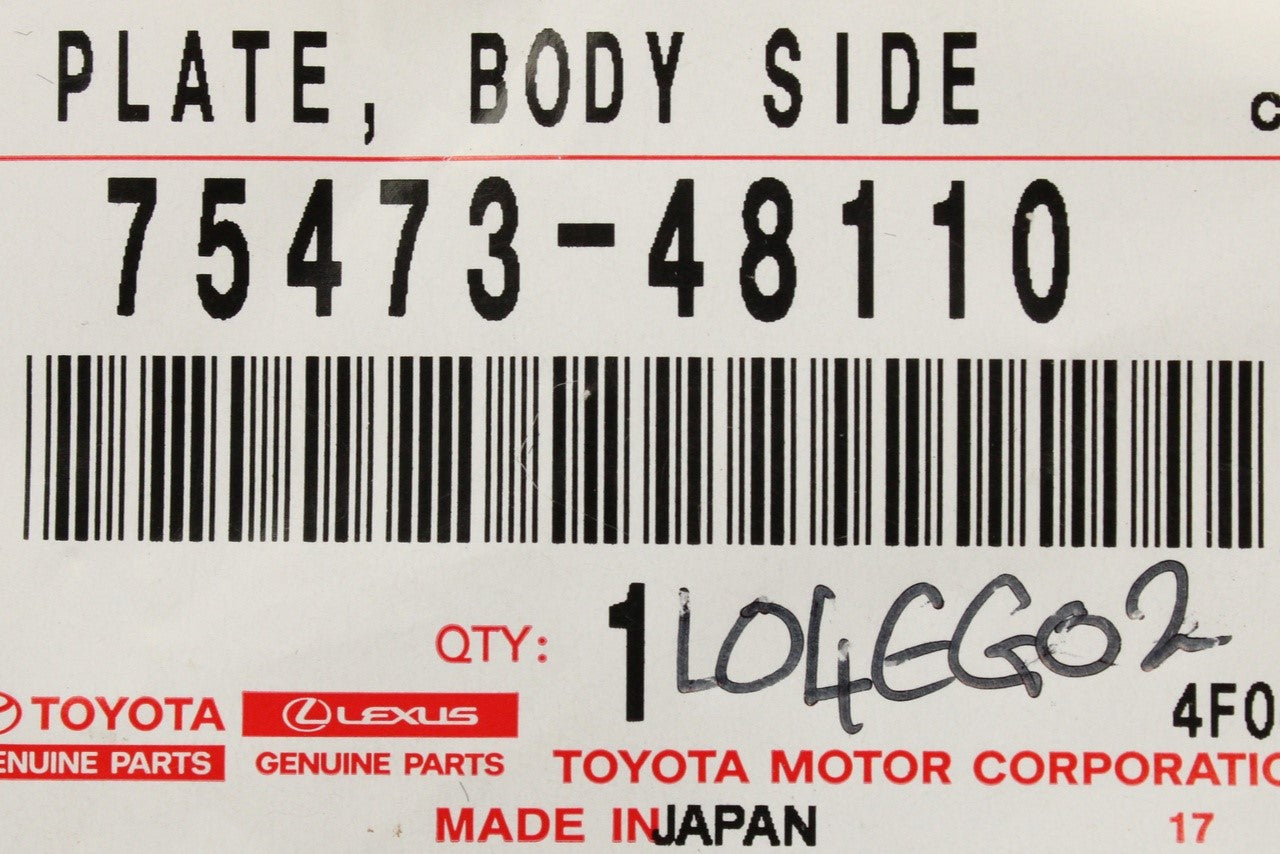 PLATE, BODY SIDE
75473-48110
QTY: 1 L04EG02
4F0
TOYOTA LEXUS
GENUINE PARTS GENUINE PARTS
TOYOTA MOTOR CORPORATIO
MADE IN JAPAN 17